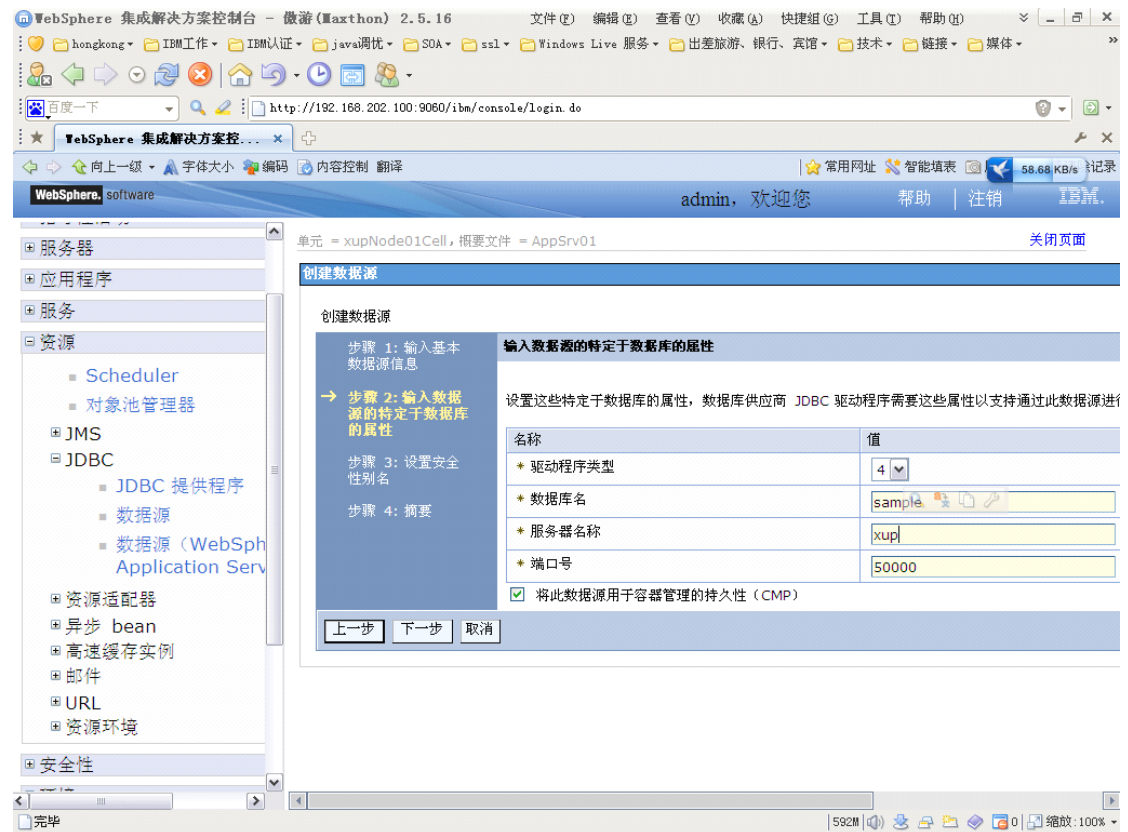 WebSphere 集成解决方案控制台 - 傲游(Maxthon) 2.5.16 文件(F) 编辑(E) 查看(V) 收藏(A) 快捷组(G) 工具(T) 帮助(H)
hongkong IBM工作 IBM认证 java调优 SOA ssl Windows Live 服务 出差旅游、银行、宾馆 技术 链接 媒体 »
百度一下 http://192.168.202.100:9060/ibm/console/login.do
WebSphere 集成解决方案控...
向上一级 字体大小 编码 内容控制 翻译 常用网址 智能填表 58.68 KB/s 记录
WebSphere. software admin, 欢迎您 帮助 注销 IBM.
服务器
应用程序
服务
资源
Scheduler
对象池管理器
JMS
JDBC
JDBC 提供程序
数据源
数据源（WebSph
Application Serv
资源适配器
异步 bean
高速缓存实例
邮件
URL
资源环境
安全性
单元 = xupNode01Cell，概要文件 = AppSrv01 关闭页面
创建数据源
创建数据源
步骤 1: 输入基本
数据源信息
步骤 2: 输入数据
源的特定于数据库
的属性
步骤 3: 设置安全
性别名
步骤 4: 摘要
输入数据源的特定于数据库的属性
设置这些特定于数据库的属性，数据库供应商 JDBC 驱动程序需要这些属性以支持通过此数据源进行
名称 值
* 驱动程序类型 4
* 数据库名 sample
* 服务器名称 xup
* 端口号 50000
将此数据源用于容器管理的持久性（CMP）
上一步 下一步 取消
完毕 592M 0 缩放:100%